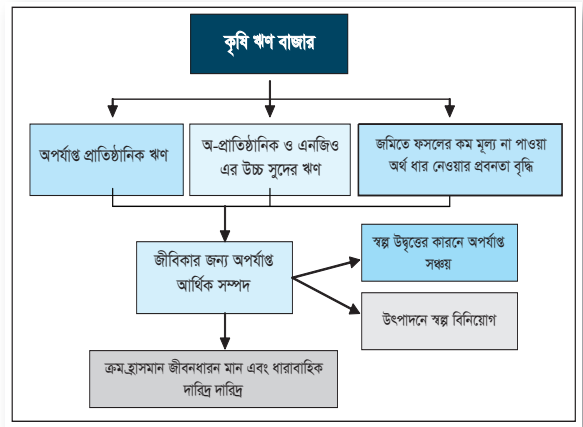 কৃষি ঋণ বাজার
অপর্যাপ্ত প্রাতিষ্ঠানিক ঋণ
অ-প্রাতিষ্ঠানিক ও এনজিও
এর উচ্চ সুদের ঋণ
জমিতে ফসলের কম মূল্য না পাওয়া
অর্থ ধার নেওয়ার প্রবনতা বৃদ্ধি
জীবিকার জন্য অপর্যাপ্ত
আর্থিক সম্পদ
স্বল্প উদ্বৃত্তের কারনে অপর্যাপ্ত
সঞ্চয়
উৎপাদনে স্বল্প বিনিয়োগ
ক্রম.হ্রাসমান জীবনধারন মান এবং ধারাবাহিক
দারিদ্র দারিদ্র